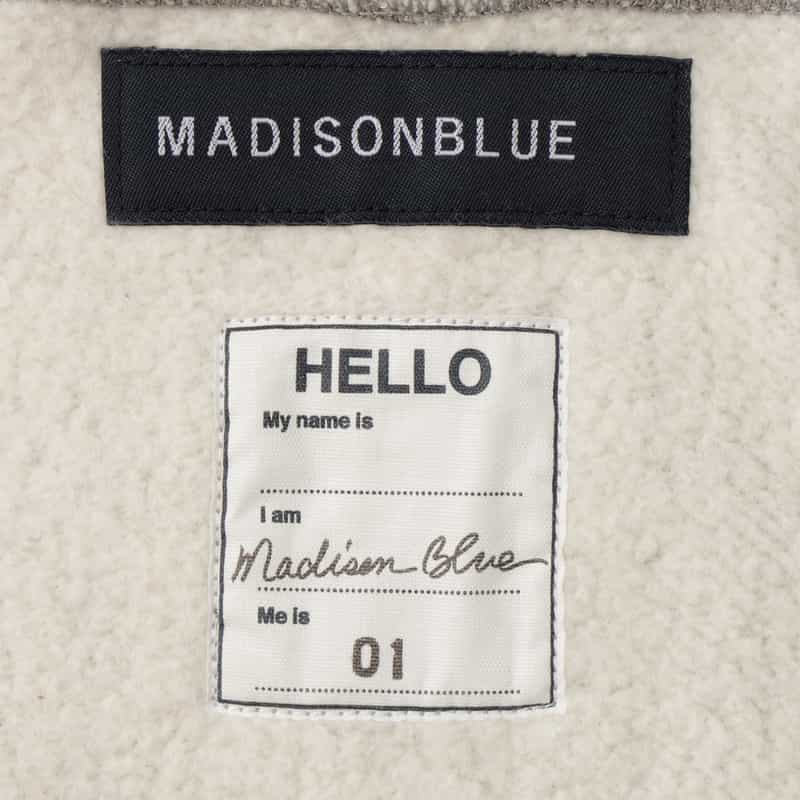 MADISONBLUE
HELLO
My name is
I am
Madison Blue
Me is
01